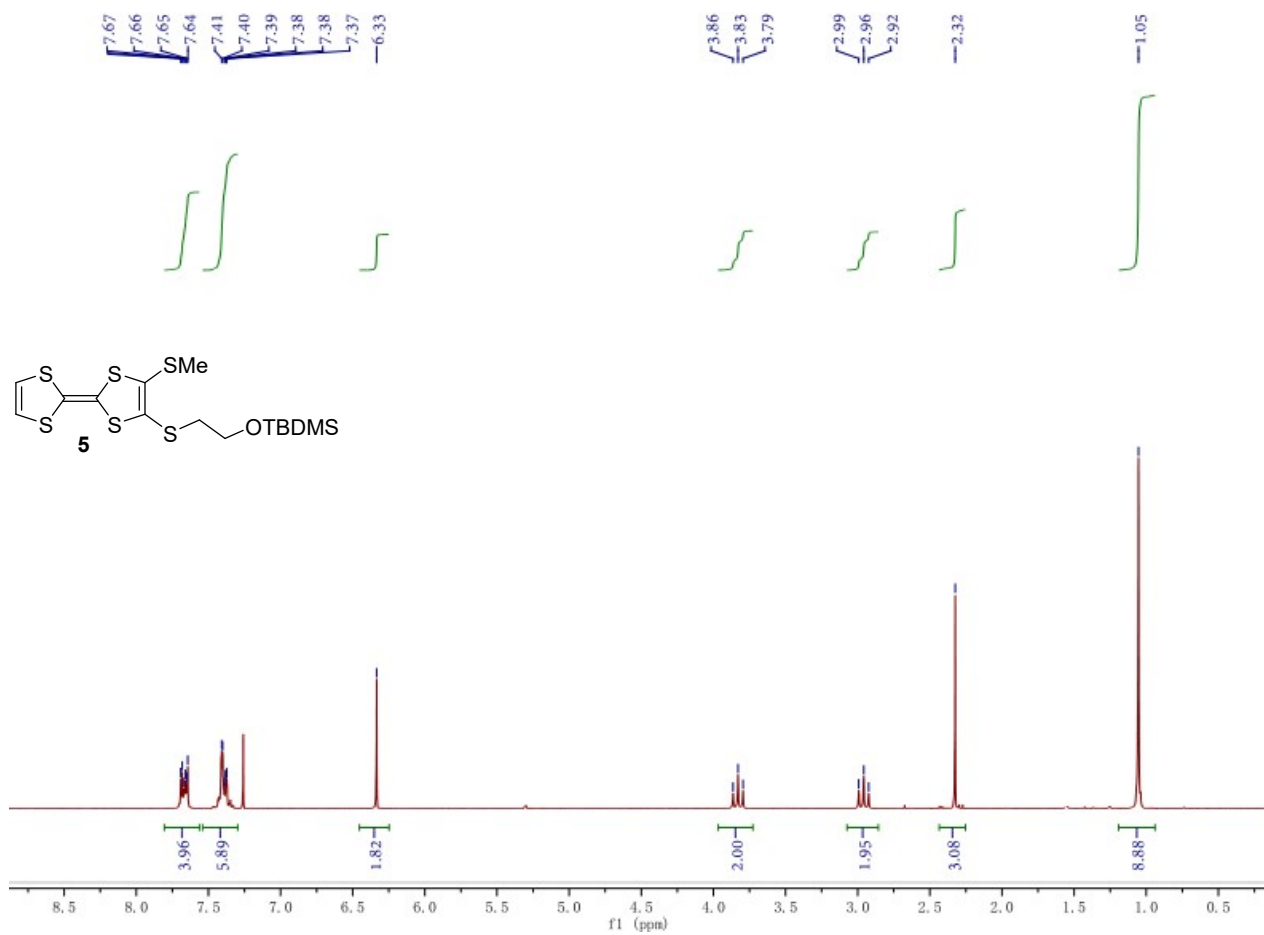 7.67 7.66 7.65 7.64 7.41 7.40 7.39 7.38 7.38 7.37 6.33 3.86 3.83 3.79 2.99 2.96 2.92 2.32 1.05
S S SMe
S S S OTBDMS
5
3.96 5.89 1.82 2.00 1.95 3.08 8.88
8.5 8.0 7.5 7.0 6.5 6.0 5.5 5.0 4.5 4.0 3.5 3.0 2.5 2.0 1.5 1.0 0.5
f1 (ppm)